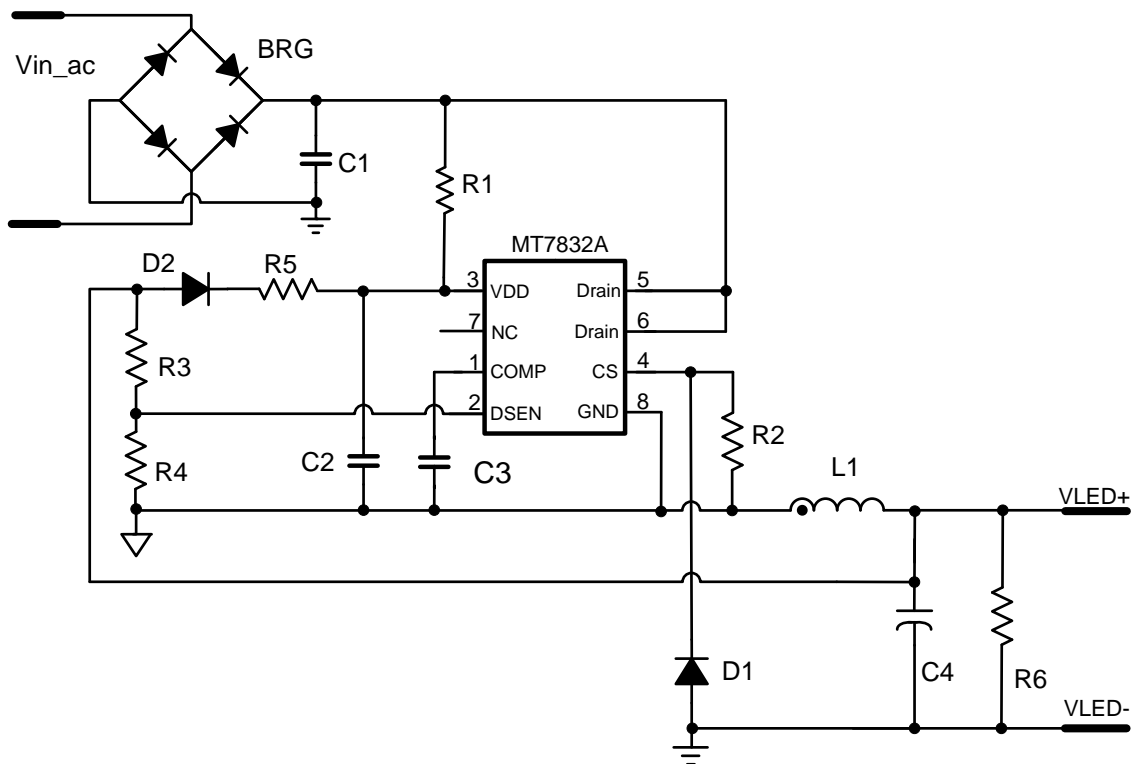 BRG
Vin_ac
C1
R1
MT7832A
D2
R5
3
VDD
Drain
5
7
NC
Drain
6
R3
1
COMP
CS
4
2
DSEN
GND
8
R2
R4
C2
C3
L1
VLED+
D1
C4
R6
VLED-